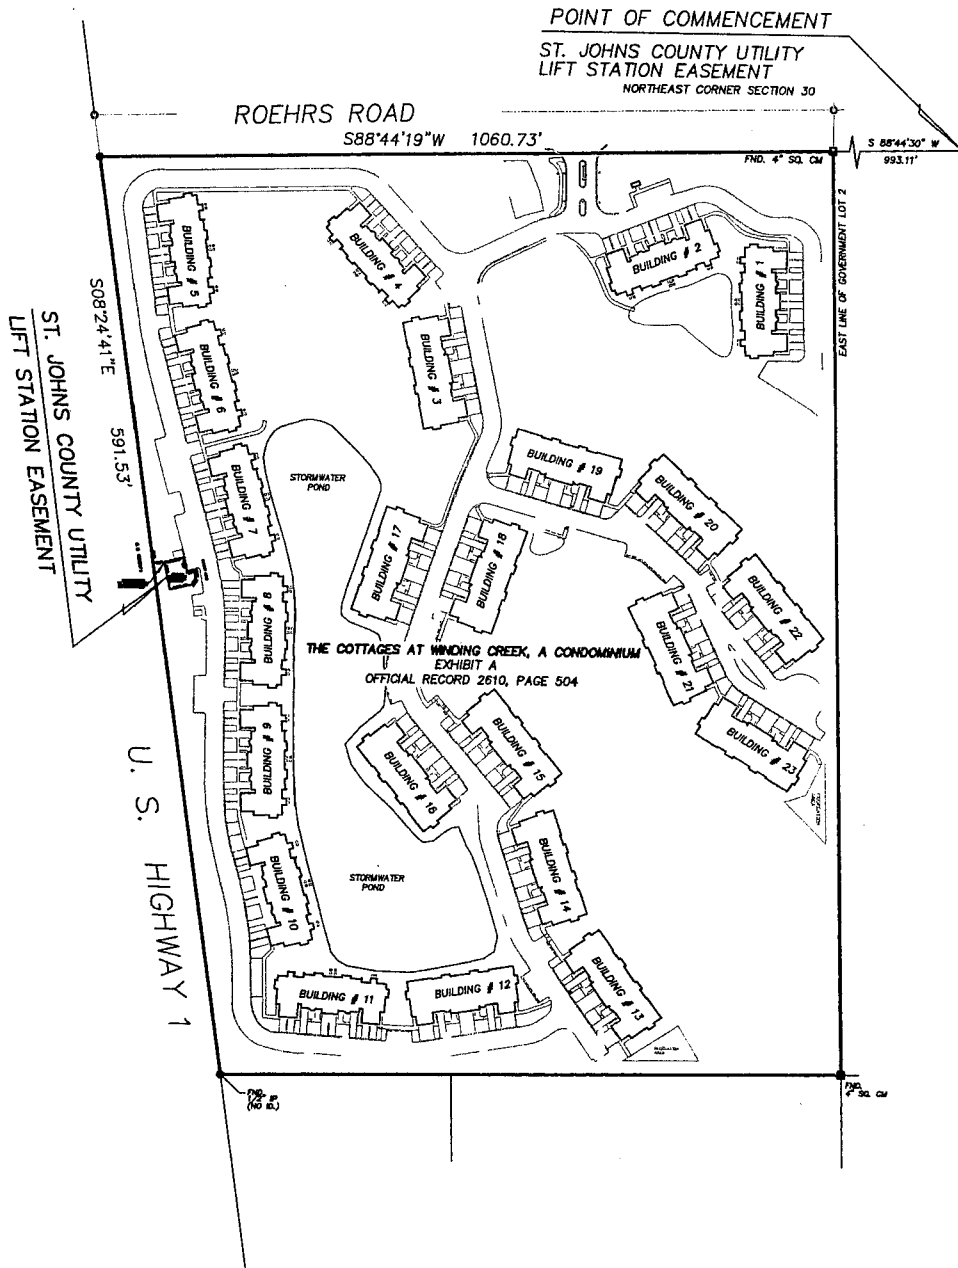 POINT OF COMMENCEMENT
ST. JOHNS COUNTY UTILITY
LIFT STATION EASEMENT
NORTHEAST CORNER SECTION 30
ROEHRS ROAD
S88°44'19"W 1060.73'
FND. 4" SQ. CM
S 88°44'30" W
993.11'
EAST LINE OF GOVERNMENT LOT 2
BUILDING # 5
BUILDING # 4
BUILDING # 2
BUILDING # 1
S08°24'41"E 591.53'
ST. JOHNS COUNTY UTILITY
LIFT STATION EASEMENT
BUILDING # 6
BUILDING # 3
BUILDING # 7
STORMWATER
POND
BUILDING # 19
BUILDING # 20
BUILDING # 17
BUILDING # 18
BUILDING # 22
BUILDING # 8
BUILDING # 21
THE COTTAGES AT WINDING CREEK, A CONDOMINIUM
EXHIBIT A
OFFICIAL RECORD 2610, PAGE 504
BUILDING # 9
BUILDING # 16
BUILDING # 15
BUILDING # 23
U. S. HIGHWAY 1
BUILDING # 10
STORMWATER
POND
BUILDING # 14
BUILDING # 11
BUILDING # 12
BUILDING # 13
FND.
1/2" IP
(NO ID.)
FND.
4" SQ. CM